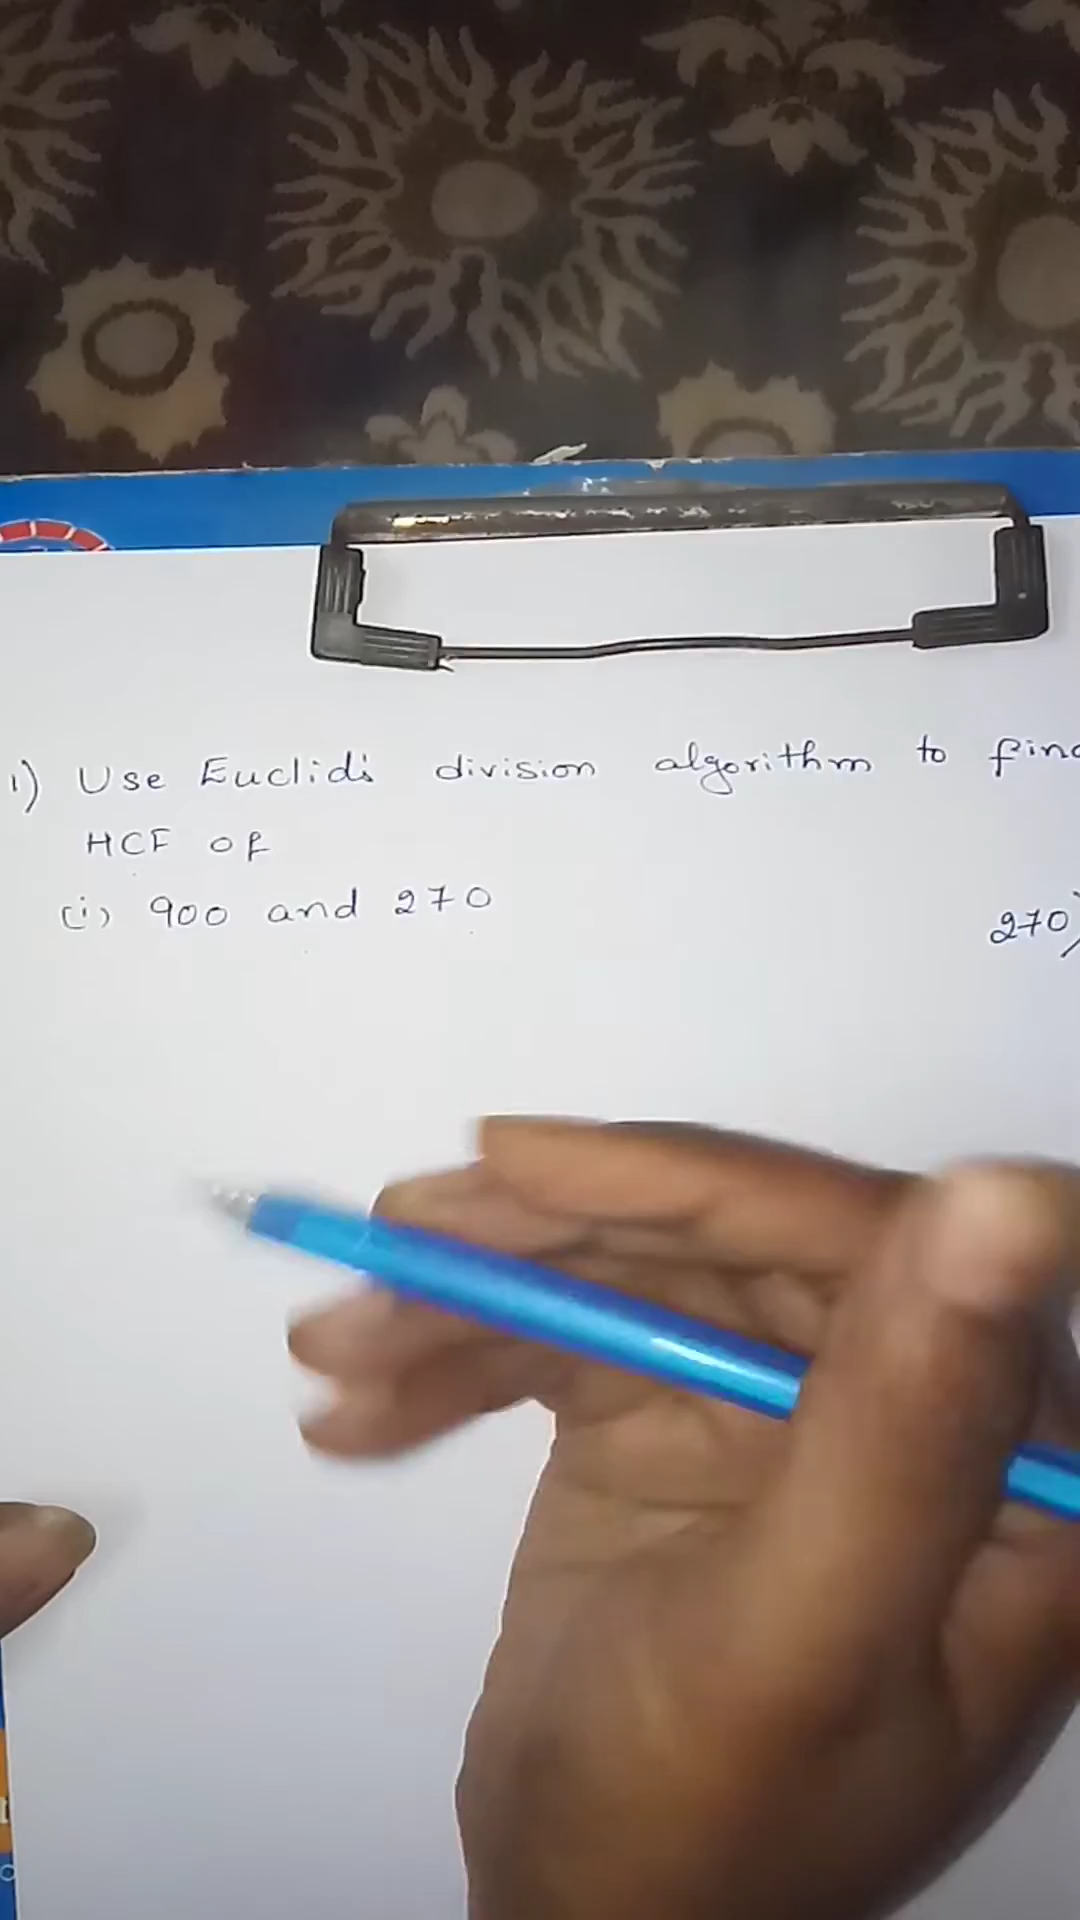 1) Use Euclid's division algorithm to find
HCF of
(i) 900 and 270
270)